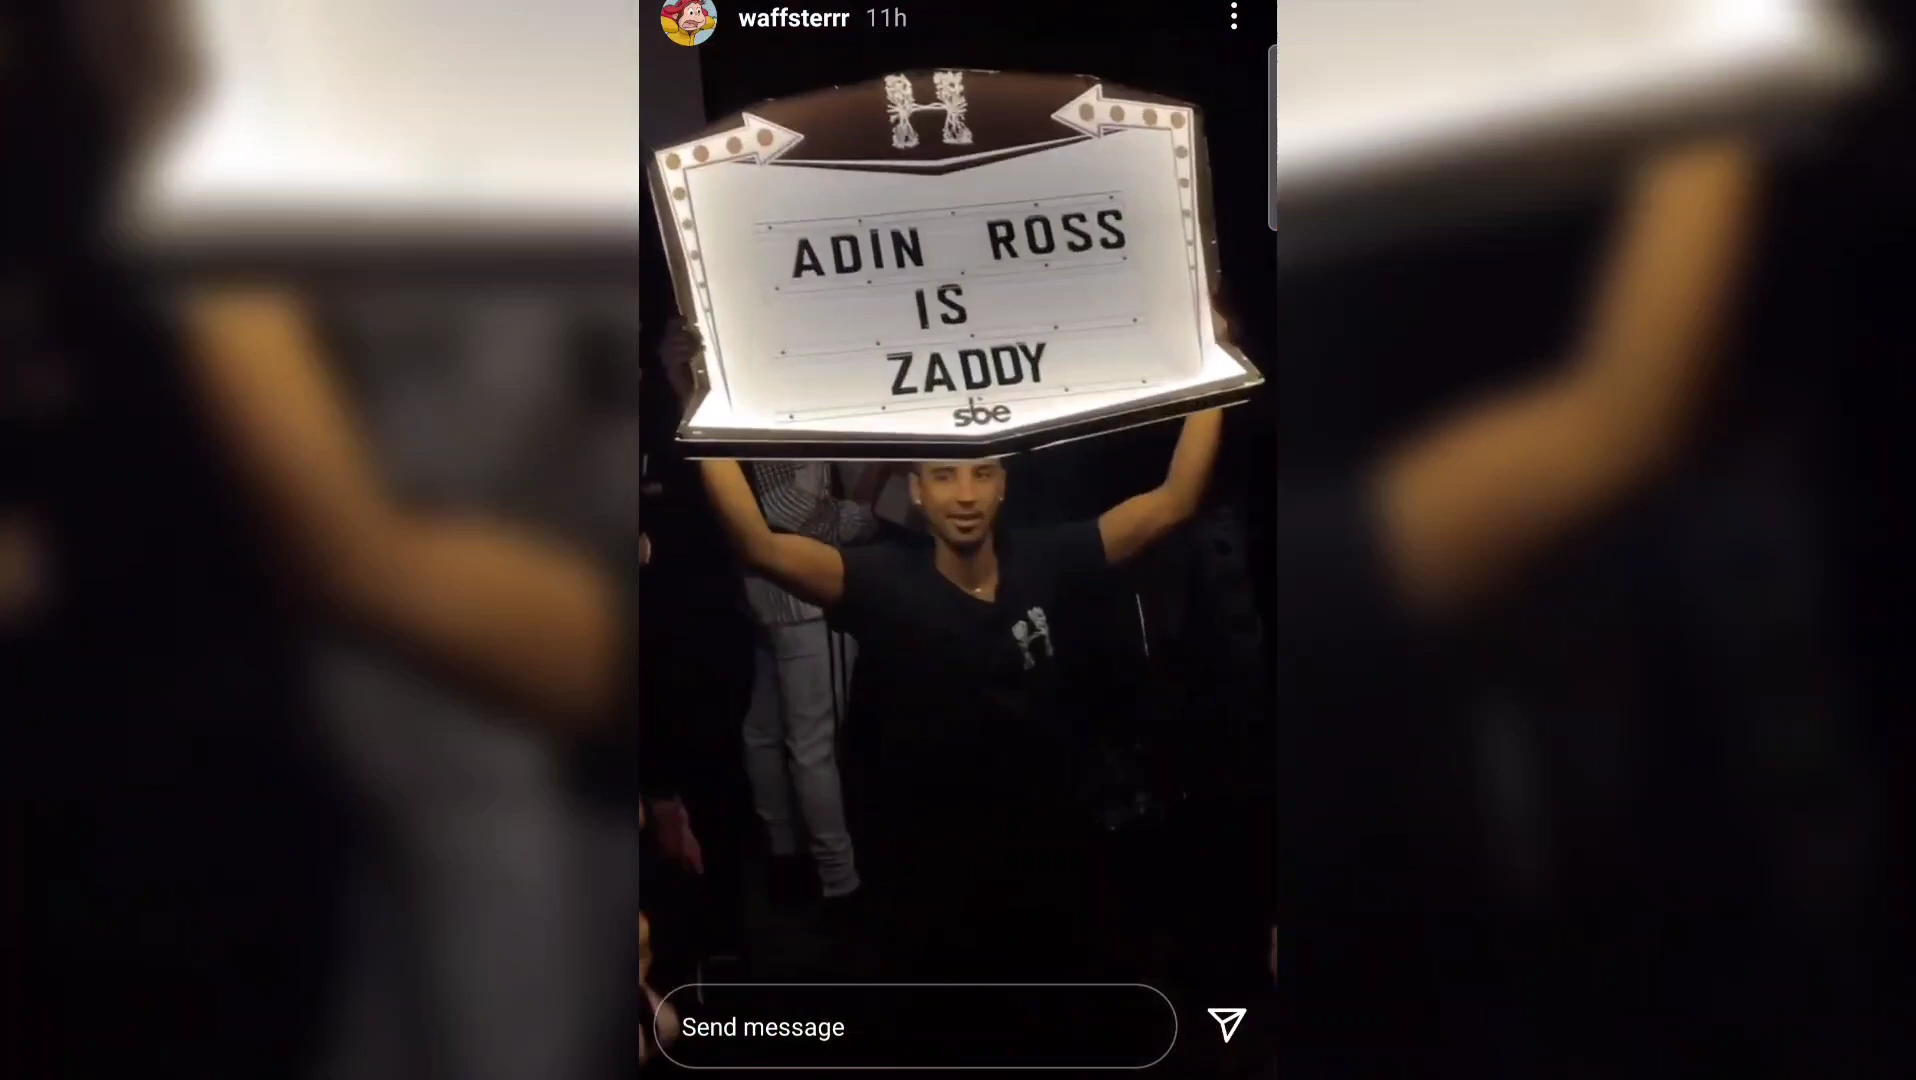 waffsterrr 11h
H
ADIN ROSS
IS
ZADDY
sbe
H
Send message